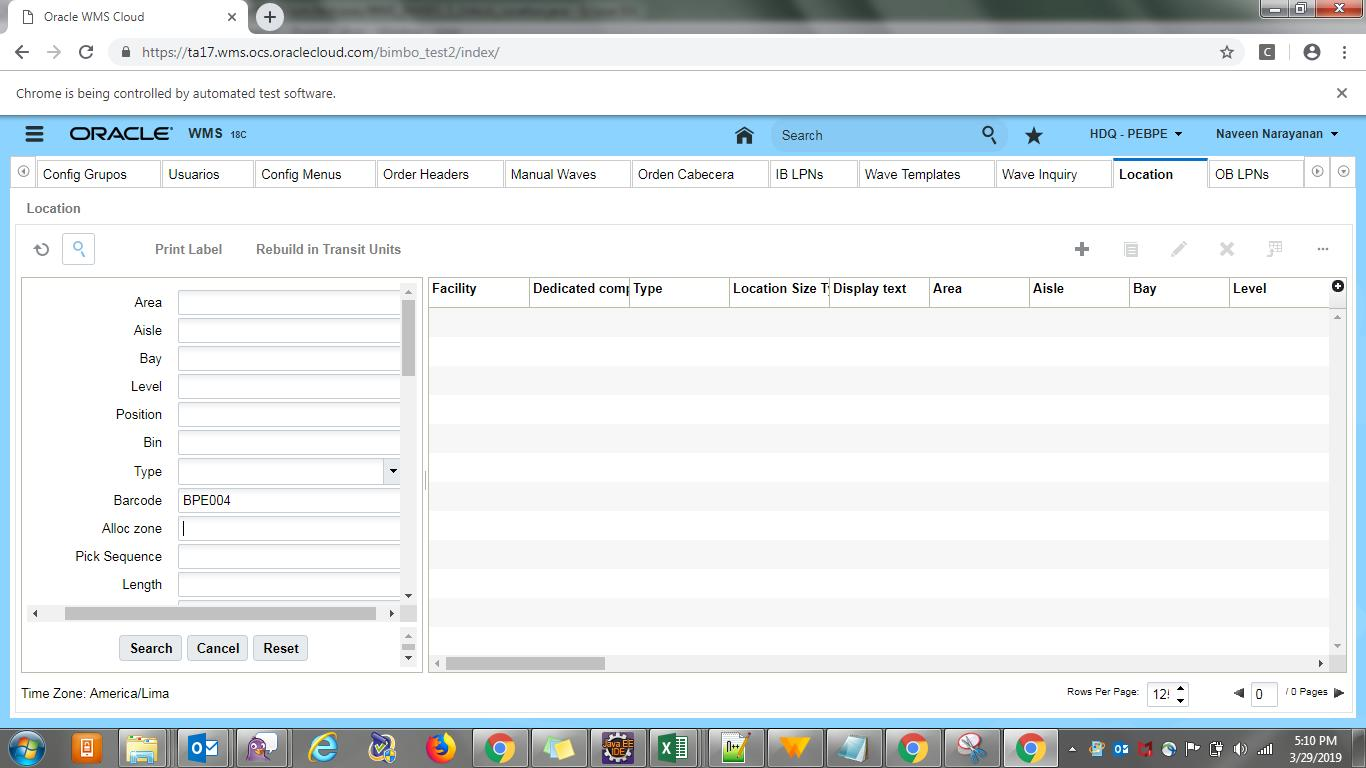 Oracle WMS Cloud
https://ta17.wms.ocs.oraclecloud.com/bimbo_test2/index/
C
Chrome is being controlled by automated test software.
ORACLE WMS 18C Search HDQ - PEBPE Naveen Narayanan
Config Grupos Usuarios Config Menus Order Headers Manual Waves Orden Cabecera IB LPNs Wave Templates Wave Inquiry Location OB LPNs
Location
Print Label Rebuild in Transit Units
Facility Dedicated comp Type Location Size Ty Display text Area Aisle Bay Level
Area
Aisle
Bay
Level
Position
Bin
Type
Barcode BPE004
Alloc zone
Pick Sequence
Length
Search Cancel Reset
Time Zone: America/Lima Rows Per Page: 125 0 / 0 Pages
Java EE
IDE
5:10 PM
3/29/2019